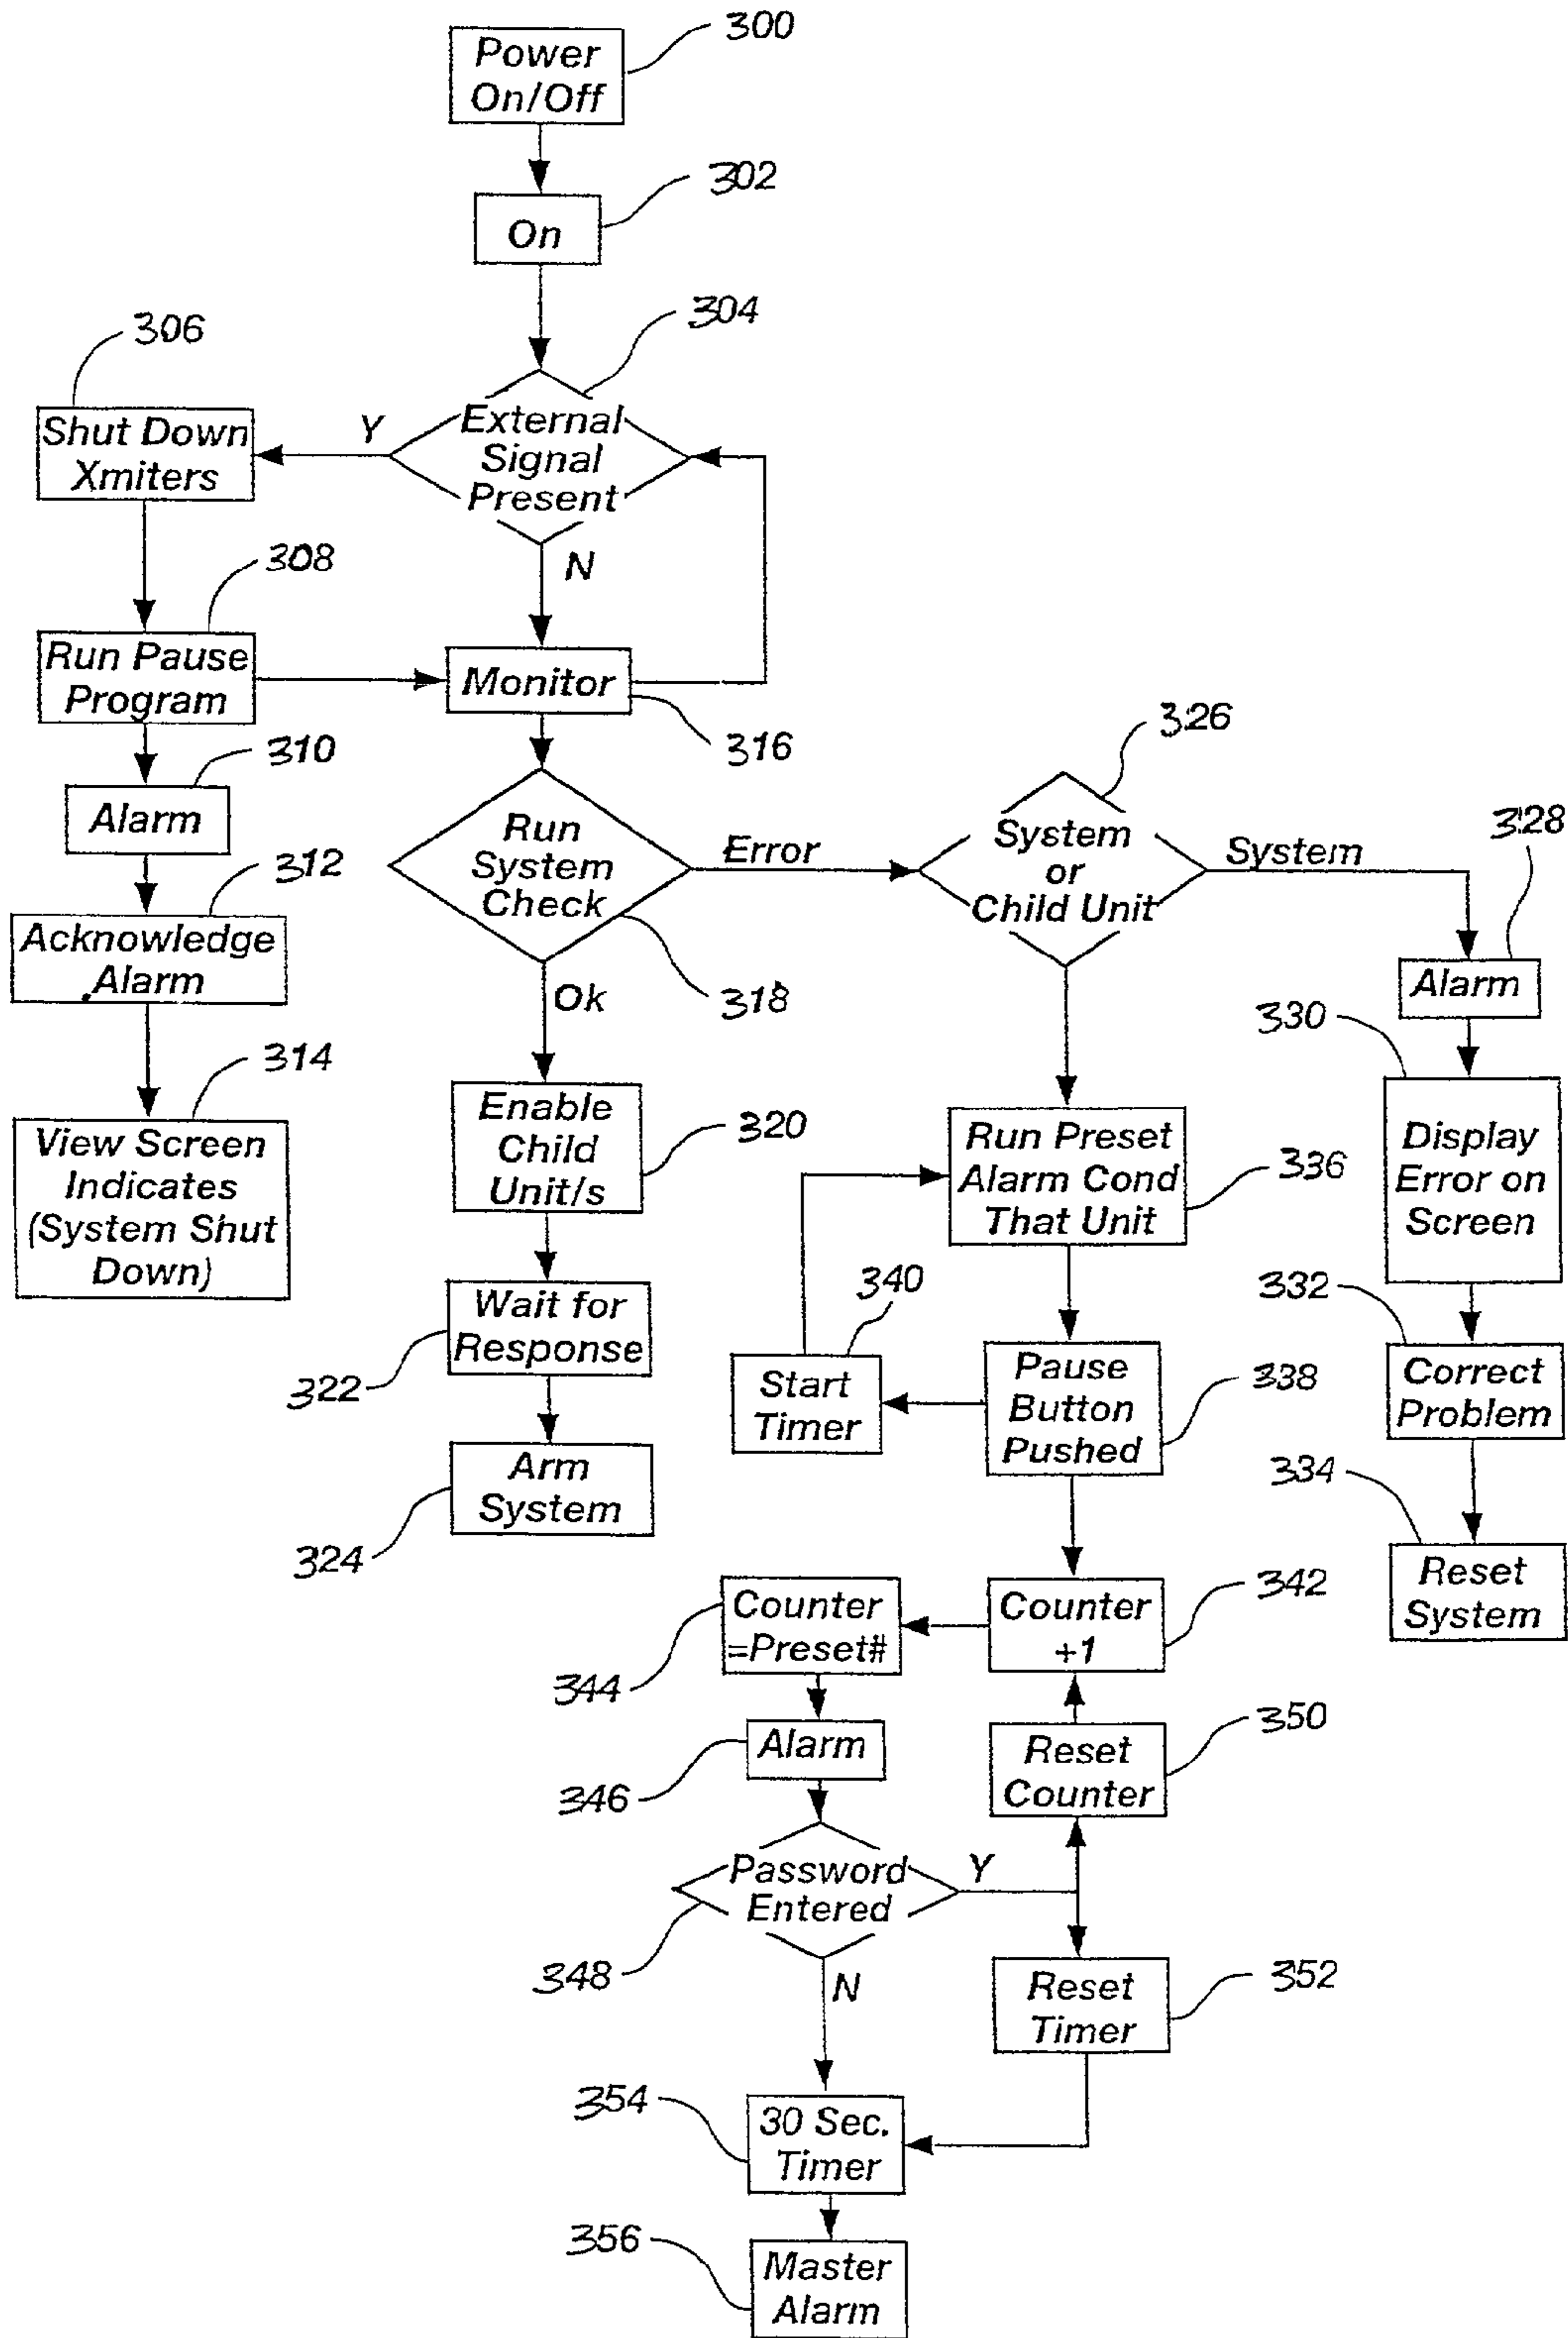 300
Power
On/Off
302
On
304
306
External
Signal
Present
Y
Shut Down
Xmiters
N
308
Run Pause
Program
Monitor
316
310
Alarm
326
312
Run
System
Check
Error
System
or
Child Unit
System
328
Acknowledge
Alarm
318
Ok
Alarm
314
330
View Screen
Indicates
(System Shut
Down)
Enable
Child
Unit/s
320
Run Preset
Alarm Cond
That Unit
336
Display
Error on
Screen
Wait for
Response
322
340
Start
Timer
Pause
Button
Pushed
338
332
Correct
Problem
Arm
System
324
334
Reset
System
Counter
=Preset#
344
Counter
+1
342
Alarm
346
Reset
Counter
350
Password
Entered
348
Y
N
Reset
Timer
352
354
30 Sec.
Timer
356
Master
Alarm